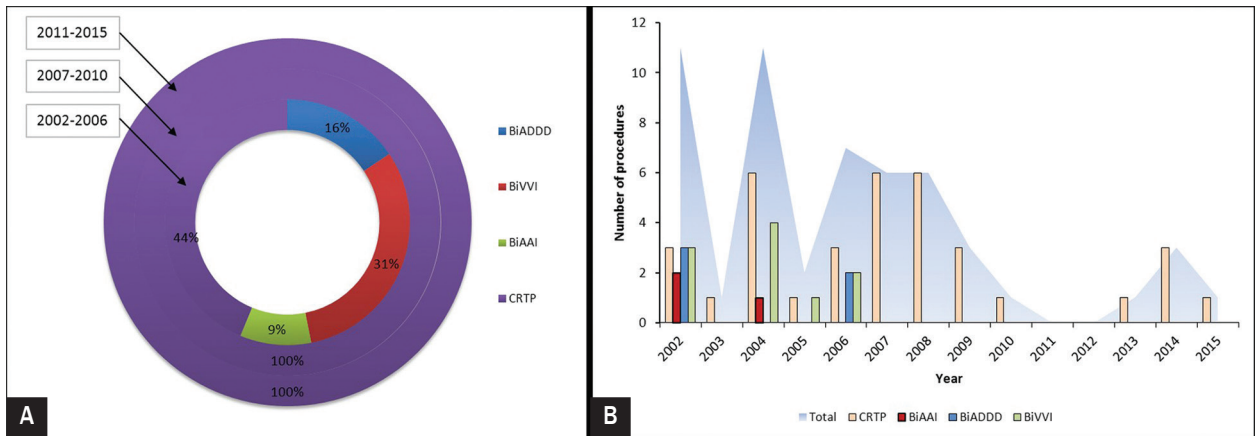 2011-2015
2007-2010
2002-2006
16%
44%
31%
9%
100%
100%
BiADDD
BiVVI
BiAAI
CRTP
A
12
10
8
6
4
2
0
Number of procedures
2002 2003 2004 2005 2006 2007 2008 2009 2010 2011 2012 2013 2014 2015
Year
Total CRTP BiAAI BiADDD BiVVI
B